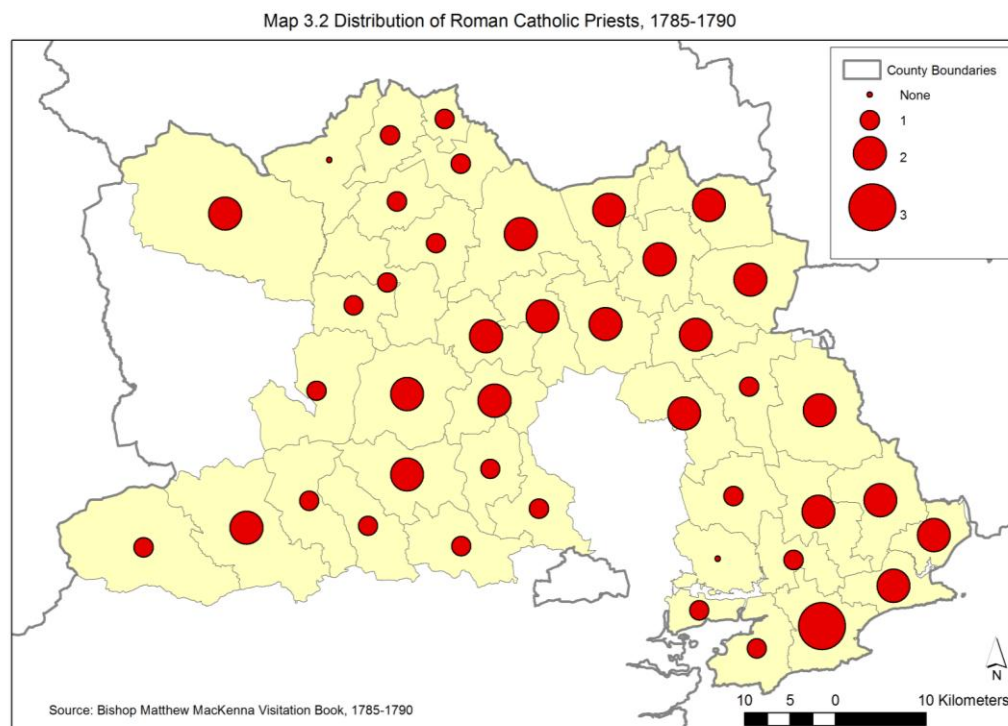 Map 3.2 Distribution of Roman Catholic Priests, 1785-1790
County Boundaries
None
1
2
3
N
Source: Bishop Matthew MacKenna Visitation Book, 1785-1790
10 5 0 10 Kilometers